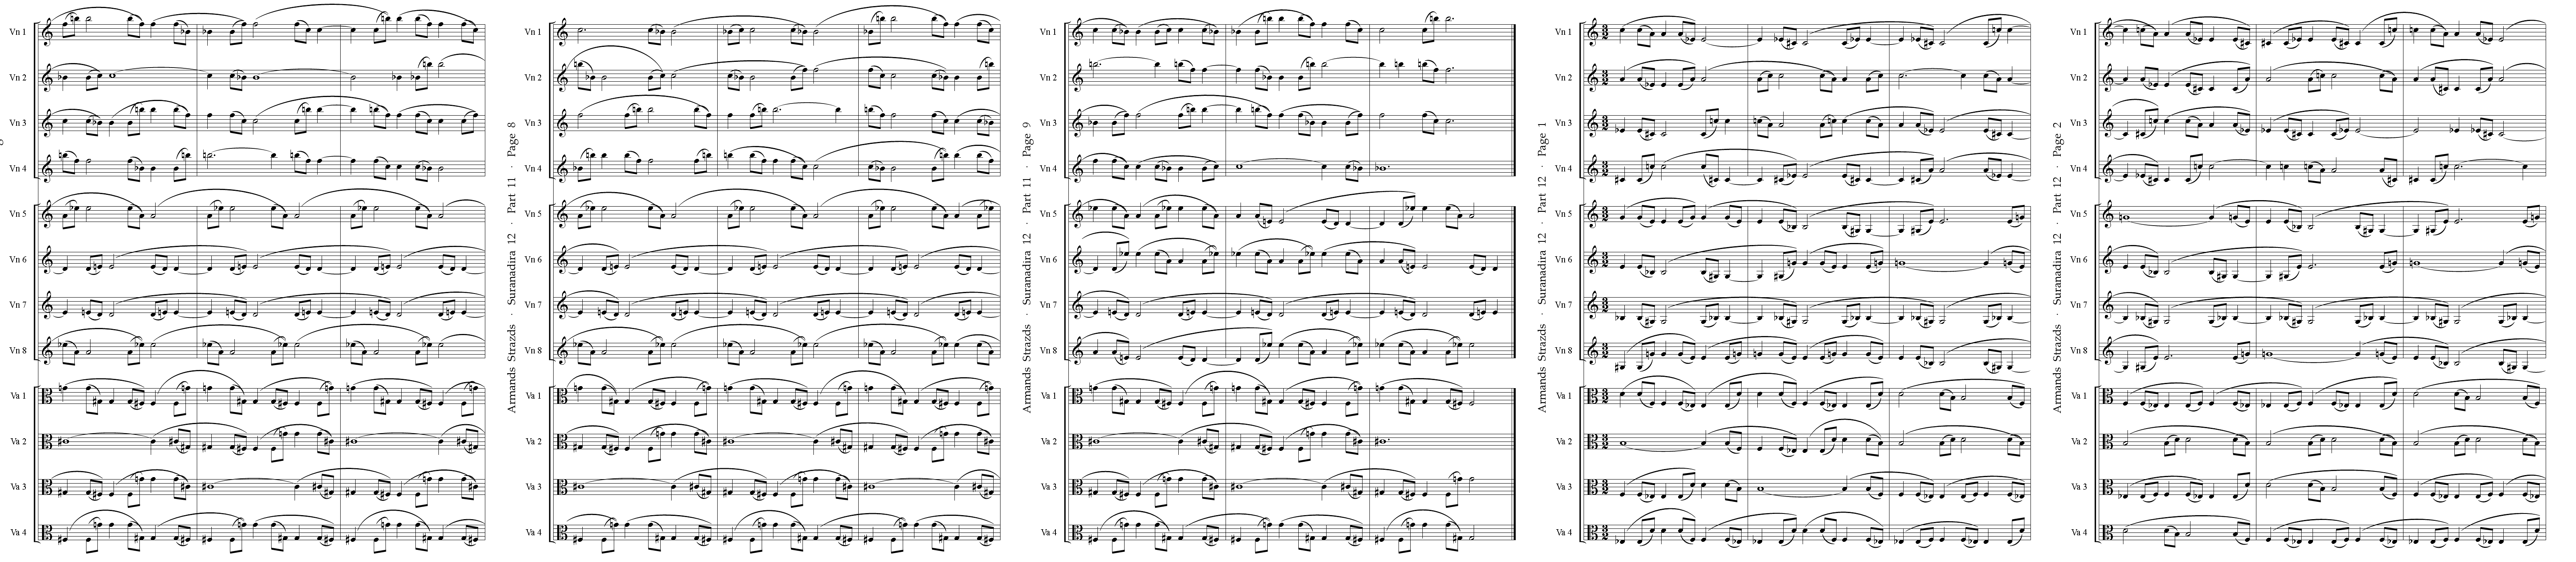 Vn 1
Vn 2
Vn 3
Vn 4
Vn 5
Vn 6
Vn 7
Vn 8
Va 1
Va 2
Va 3
Va 4
Armands Strazds · Suranadira 12 · Part 11 · Page 8
Vn 1
Vn 2
Vn 3
Vn 4
Vn 5
Vn 6
Vn 7
Vn 8
Va 1
Va 2
Va 3
Va 4
Armands Strazds · Suranadira 12 · Part 11 · Page 9
Vn 1
Vn 2
Vn 3
Vn 4
Vn 5
Vn 6
Vn 7
Vn 8
Va 1
Va 2
Va 3
Va 4
Armands Strazds · Suranadira 12 · Part 12 · Page 1
Vn 1
Vn 2
Vn 3
Vn 4
Vn 5
Vn 6
Vn 7
Vn 8
Va 1
Va 2
Va 3
Va 4
Armands Strazds · Suranadira 12 · Part 12 · Page 2
Vn 1
Vn 2
Vn 3
Vn 4
Vn 5
Vn 6
Vn 7
Vn 8
Va 1
Va 2
Va 3
Va 4